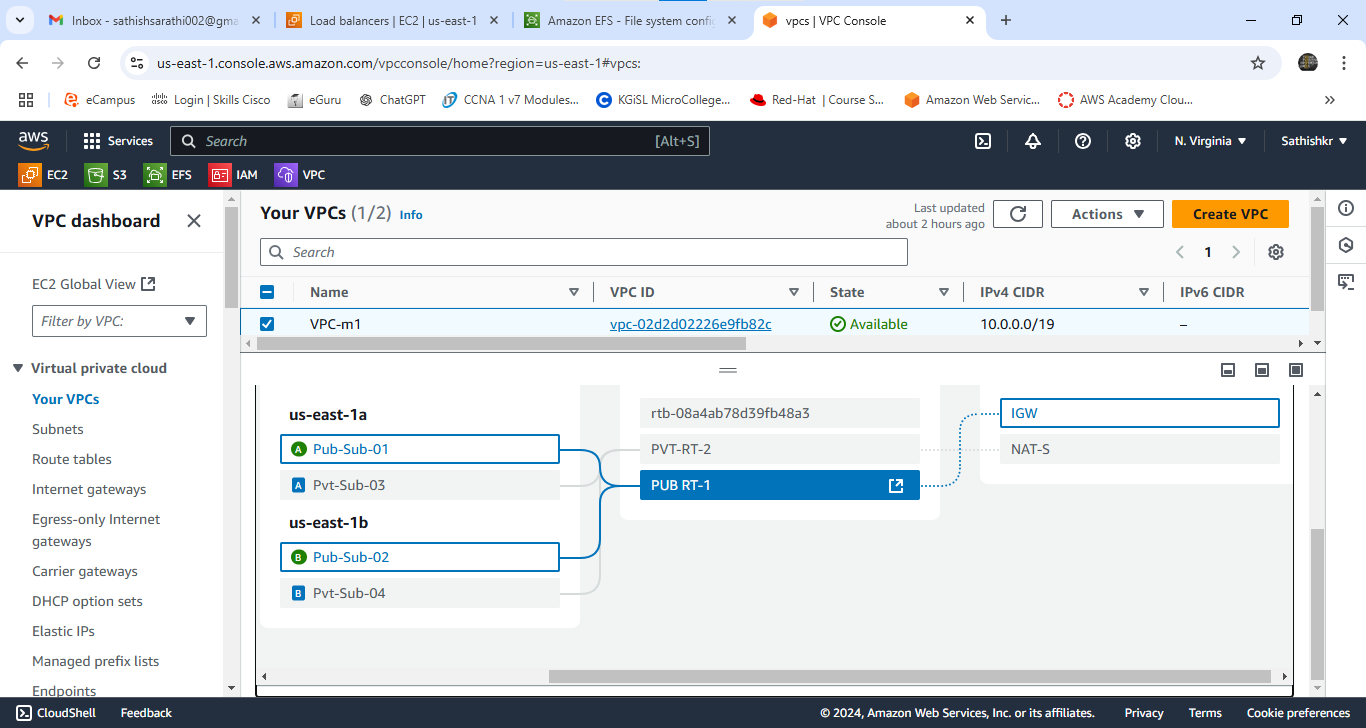 Inbox - sathishsarathi002@gma
Load balancers | EC2 | us-east-1
Amazon EFS - File system confi
vpcs | VPC Console
us-east-1.console.aws.amazon.com/vpcconsole/home?region=us-east-1#vpcs:
eCampus
Login | Skills Cisco
eGuru
ChatGPT
CCNA 1 v7 Modules...
KGiSL MicroCollege...
Red-Hat | Course S...
Amazon Web Servic...
AWS Academy Clou...
aws
Services
Search
[Alt+S]
N. Virginia
Sathishkr
EC2
S3
EFS
IAM
VPC
VPC dashboard
EC2 Global View
Filter by VPC:
Virtual private cloud
Your VPCs
Subnets
Route tables
Internet gateways
Egress-only Internet
gateways
Carrier gateways
DHCP option sets
Elastic IPs
Managed prefix lists
Endpoints
Your VPCs (1/2) Info
Last updated
about 2 hours ago
Actions
Create VPC
Search
1
Name
VPC ID
State
IPv4 CIDR
IPv6 CIDR
VPC-m1
vpc-02d2d02226e9fb82c
Available
10.0.0.0/19
–
us-east-1a
A Pub-Sub-01
A Pvt-Sub-03
us-east-1b
B Pub-Sub-02
B Pvt-Sub-04
rtb-08a4ab78d39fb48a3
PVT-RT-2
PUB RT-1
IGW
NAT-S
CloudShell
Feedback
© 2024, Amazon Web Services, Inc. or its affiliates.
Privacy
Terms
Cookie preferences